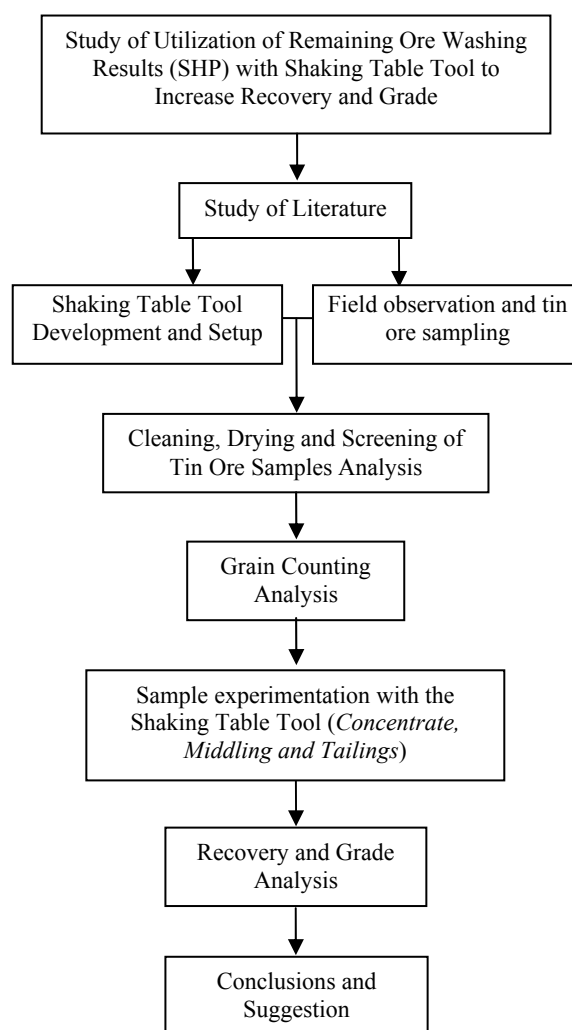 Study of Utilization of Remaining Ore Washing
Results (SHP) with Shaking Table Tool to
Increase Recovery and Grade
Study of Literature
Shaking Table Tool
Development and Setup
Field observation and tin
ore sampling
Cleaning, Drying and Screening of
Tin Ore Samples Analysis
Grain Counting
Analysis
Sample experimentation with the
Shaking Table Tool (Concentrate,
Middling and Tailings)
Recovery and Grade
Analysis
Conclusions and
Suggestion